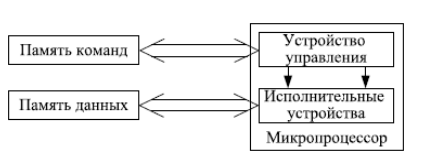 Память команд
Устройство
управления
Память данных
Исполнительные
устройства
Микропроцессор